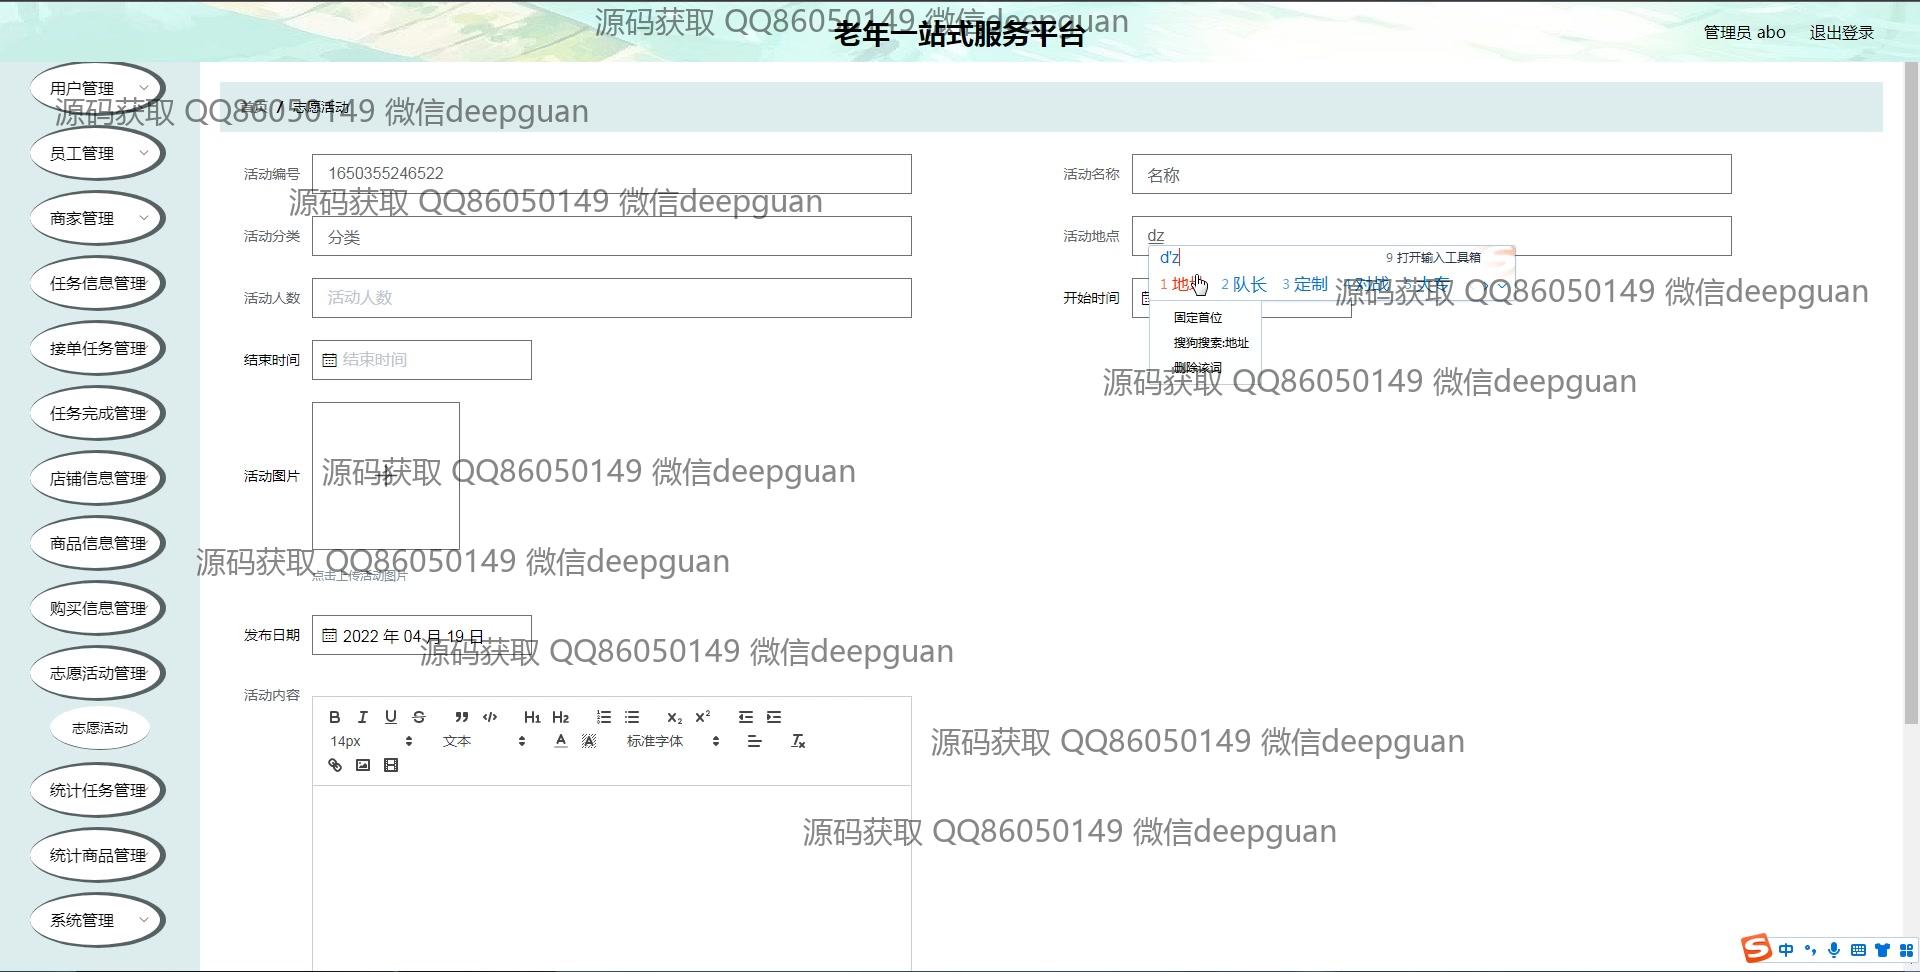 老年一站式服务平台
管理员 abo 退出登录
源码获取 QQ86050149 微信deepguan
用户管理
首页 / 志愿活动
源码获取 QQ86050149 微信deepguan
员工管理
活动编号 1650355246522
活动名称 名称
源码获取 QQ86050149 微信deepguan
商家管理
活动分类 分类
活动地点 dz
d'z
9 打开输入工具箱
1 地址 2 队长 3 定制 4 对战 5 大专
任务信息管理
活动人数 活动人数
开始时间
源码获取 QQ86050149 微信deepguan
固定首位
搜狗搜索:地址
删除该词
接单任务管理
结束时间 结束时间
源码获取 QQ86050149 微信deepguan
任务完成管理
店铺信息管理
活动图片
源码获取 QQ86050149 微信deepguan
商品信息管理
源码获取 QQ86050149 微信deepguan
点击上传活动图片
购买信息管理
发布日期 2022 年 04 月 19 日
源码获取 QQ86050149 微信deepguan
志愿活动管理
活动内容
B I U S H1 H2 X2 X2
志愿活动
14px 文本 A A 标准字体
源码获取 QQ86050149 微信deepguan
统计任务管理
源码获取 QQ86050149 微信deepguan
统计商品管理
系统管理
中